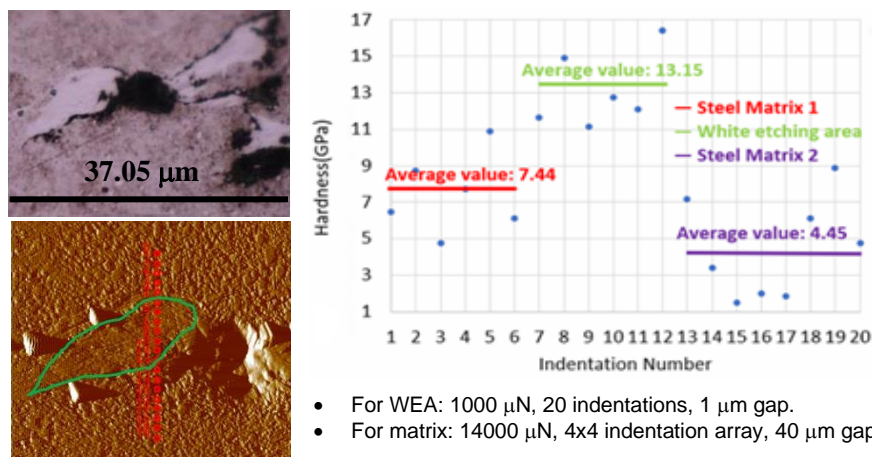 37.05 μm
17
15
13
11
9
7
5
3
1
Hardness(GPa)
Average value: 13.15
Steel Matrix 1
White etching area
Steel Matrix 2
Average value: 7.44
Average value: 4.45
1 2 3 4 5 6 7 8 9 10 11 12 13 14 15 16 17 18 19 20
Indentation Number
• For WEA: 1000 μN, 20 indentations, 1 μm gap.
• For matrix: 14000 μN, 4x4 indentation array, 40 μm gap